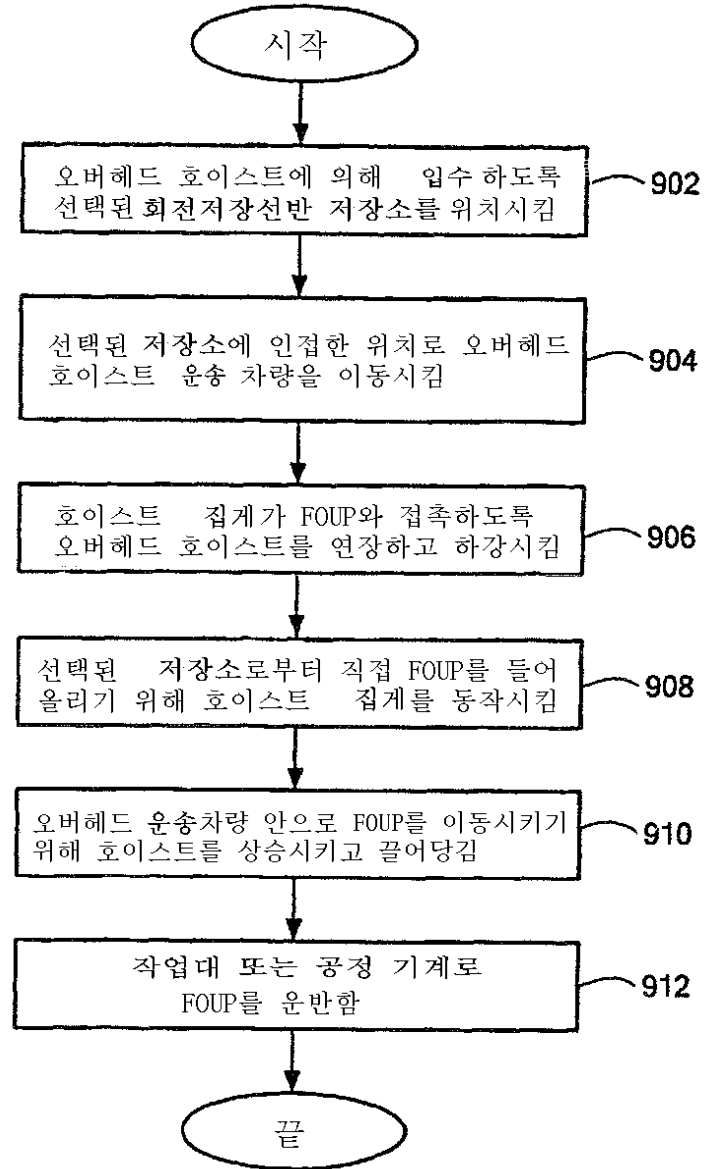 시작
오버헤드 호이스트에 의해 입수 하도록
선택된 회전저장선반 저장소를 위치시킴
902
선택된 저장소에 인접한 위치로 오버헤드
호이스트 운송 차량을 이동시킴
904
호이스트 집게가 FOUP와 접촉하도록
오버헤드 호이스트를 연장하고 하강시킴
906
선택된 저장소로부터 직접 FOUP를 들어
올리기 위해 호이스트 집게를 동작시킴
908
오버헤드 운송차량 안으로 FOUP를 이동시키기
위해 호이스트를 상승시키고 끌어당김
910
작업대 또는 공정 기계로
FOUP를 운반함
912
끝